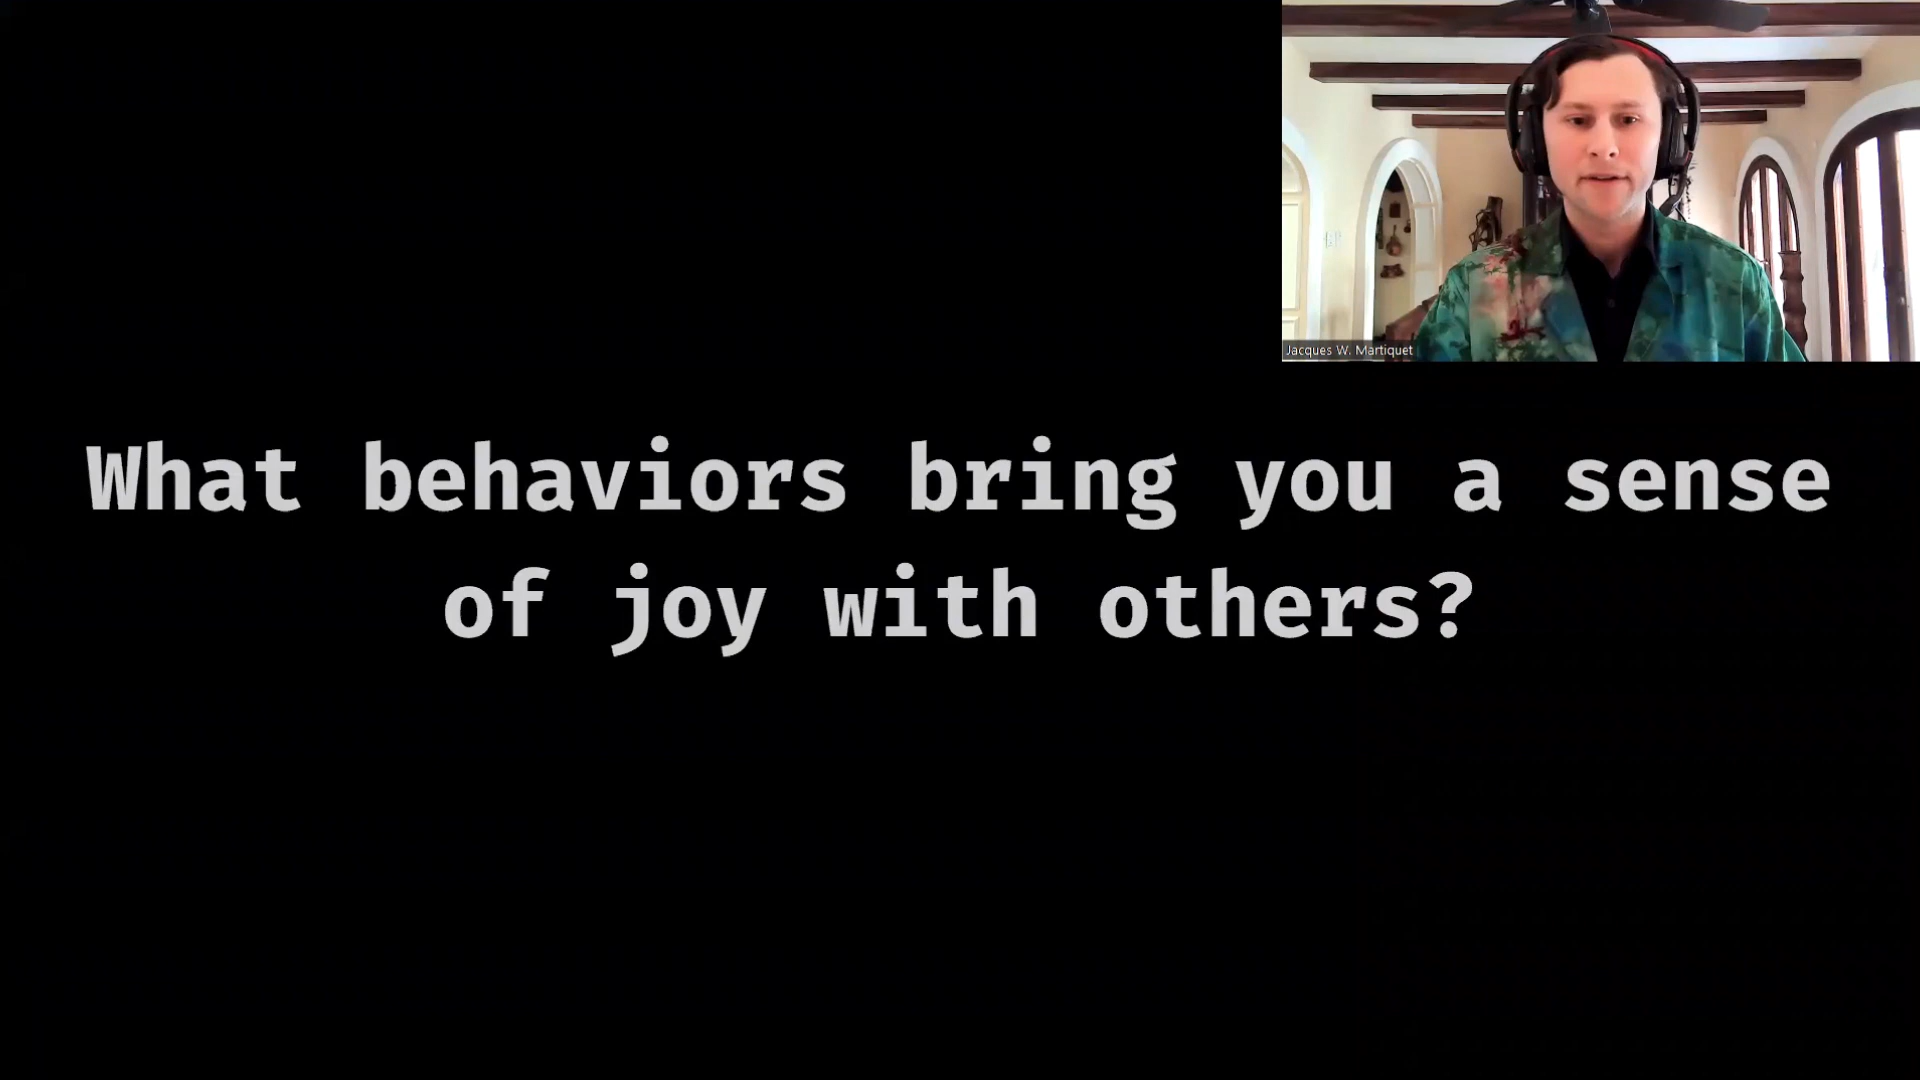 Jacques W. Martiquet
What behaviors bring you a sense
of joy with others?